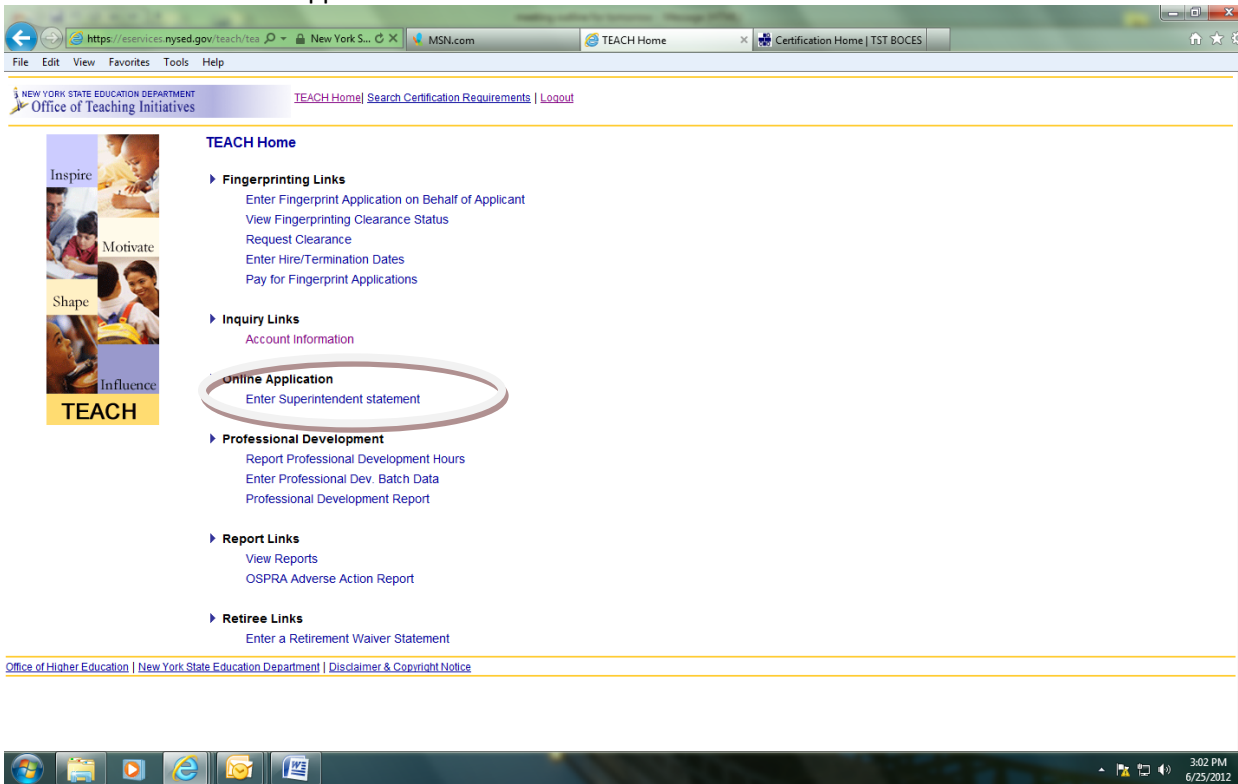 https://eservices.nysed.gov/teach/tea New York S... MSN.com TEACH Home Certification Home | TST BOCES
File Edit View Favorites Tools Help
NEW YORK STATE EDUCATION DEPARTMENT
Office of Teaching Initiatives
TEACH Home| Search Certification Requirements | Logout
TEACH Home
Inspire
Motivate
Shape
Influence
TEACH
Fingerprinting Links
Enter Fingerprint Application on Behalf of Applicant
View Fingerprinting Clearance Status
Request Clearance
Enter Hire/Termination Dates
Pay for Fingerprint Applications
Inquiry Links
Account Information
Online Application
Enter Superintendent statement
Professional Development
Report Professional Development Hours
Enter Professional Dev. Batch Data
Professional Development Report
Report Links
View Reports
OSPRA Adverse Action Report
Retiree Links
Enter a Retirement Waiver Statement
Office of Higher Education | New York State Education Department | Disclaimer & Copyright Notice
3:02 PM
6/25/2012